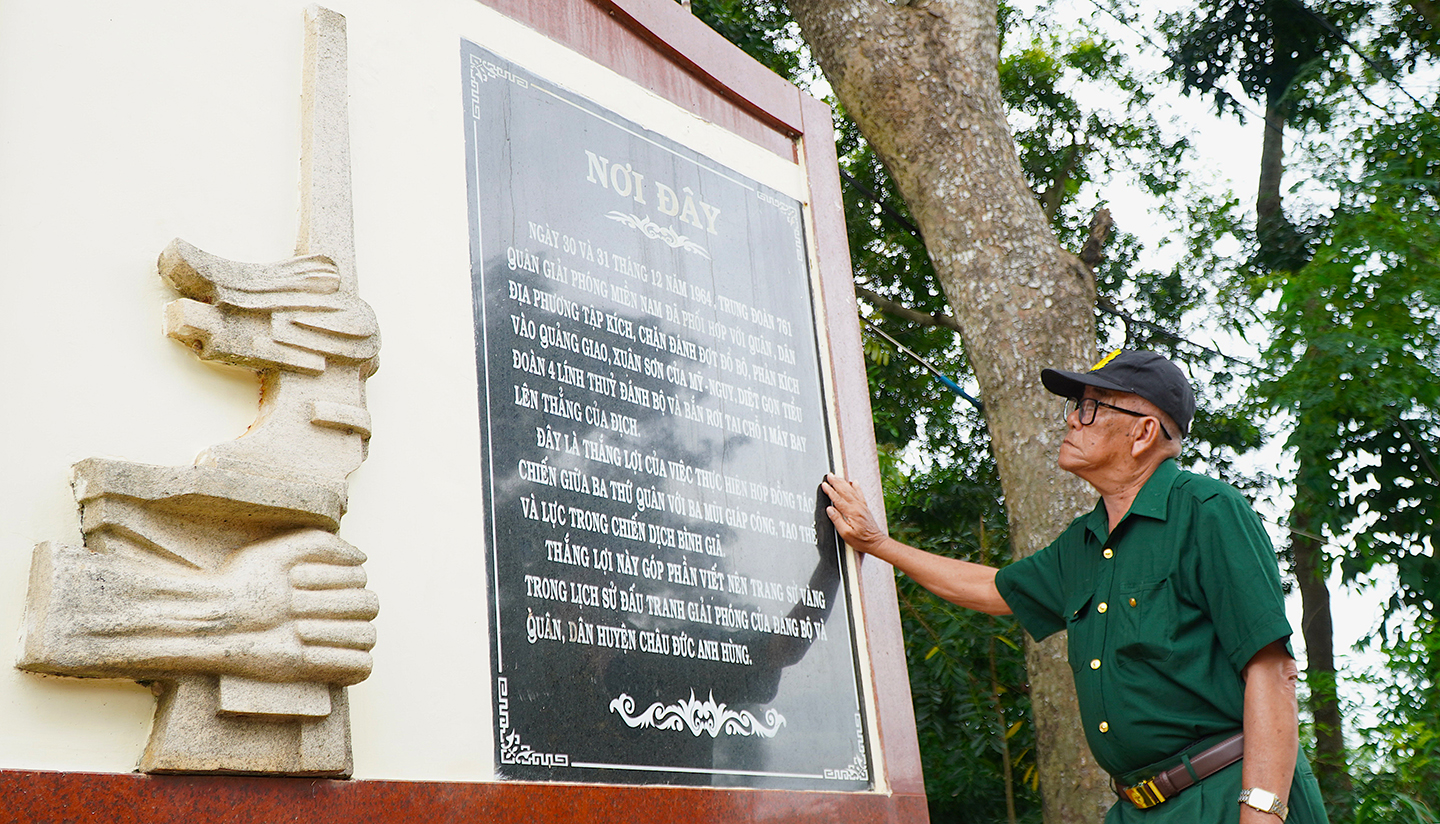 NƠI ĐÂY
NGÀY 30 VÀ 31 THÁNG 12 NĂM 1964, TRUNG ĐOÀN 761
QUÂN GIẢI PHÓNG MIỀN NAM ĐÃ PHỐI HỢP VỚI QUÂN, DÂN
ĐỊA PHƯƠNG TẬP KÍCH, CHẶN ĐÁNH ĐỢT ĐỔ BỘ, PHẢN KÍCH
VÀO QUẢNG GIAO, XUÂN SƠN CỦA MỸ-NGỤY, DIỆT GỌN TIỂU
ĐOÀN 4 LÍNH THUỶ ĐÁNH BỘ VÀ BẮN RƠI TẠI CHỖ 1 MÁY BAY
LÊN THẲNG CỦA ĐỊCH.
ĐÂY LÀ THẮNG LỢI CỦA VIỆC THỰC HIỆN HỢP ĐỒNG TÁC
CHIẾN GIỮA BA THỨ QUÂN VỚI BA MŨI GIÁP CÔNG, TẠO THẾ
VÀ LỰC TRONG CHIẾN DỊCH BÌNH GIÃ.
THẮNG LỢI NÀY GÓP PHẦN VIẾT NÊN TRANG SỬ VÀNG
TRONG LỊCH SỬ ĐẤU TRANH GIẢI PHÓNG CỦA ĐẢNG BỘ VÀ
QUÂN, DÂN HUYỆN CHÂU ĐỨC ANH HÙNG.